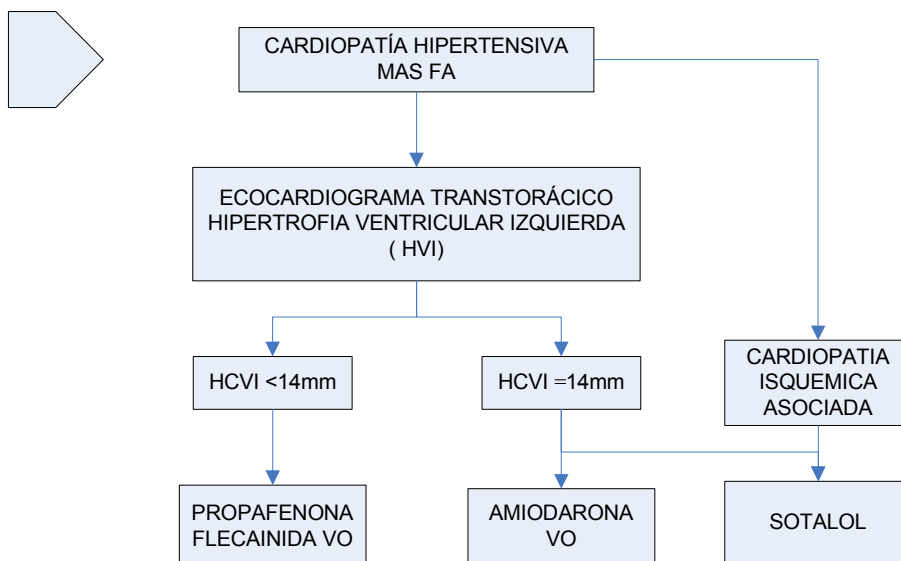 CARDIOPATÍA HIPERTENSIVA
MAS FA
ECOCARDIOGRAMA TRANSTORÁCICO
HIPERTROFIA VENTRICULAR IZQUIERDA
( HVI)
HCVI <14mm
HCVI =14mm
CARDIOPATIA
ISQUEMICA
ASOCIADA
PROPAFENONA
FLECAINIDA VO
AMIODARONA
VO
SOTALOL